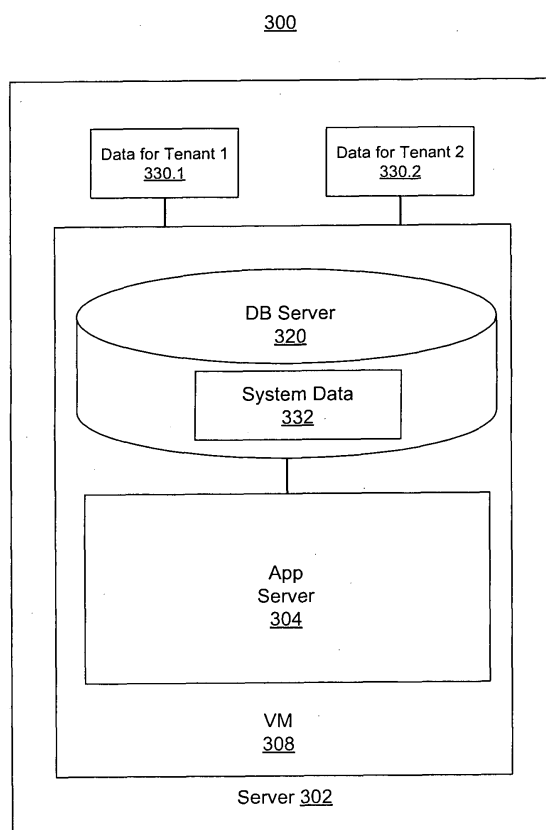 300
Data for Tenant 1
330.1
Data for Tenant 2
330.2
DB Server
320
System Data
332
App
Server
304
VM
308
Server 302